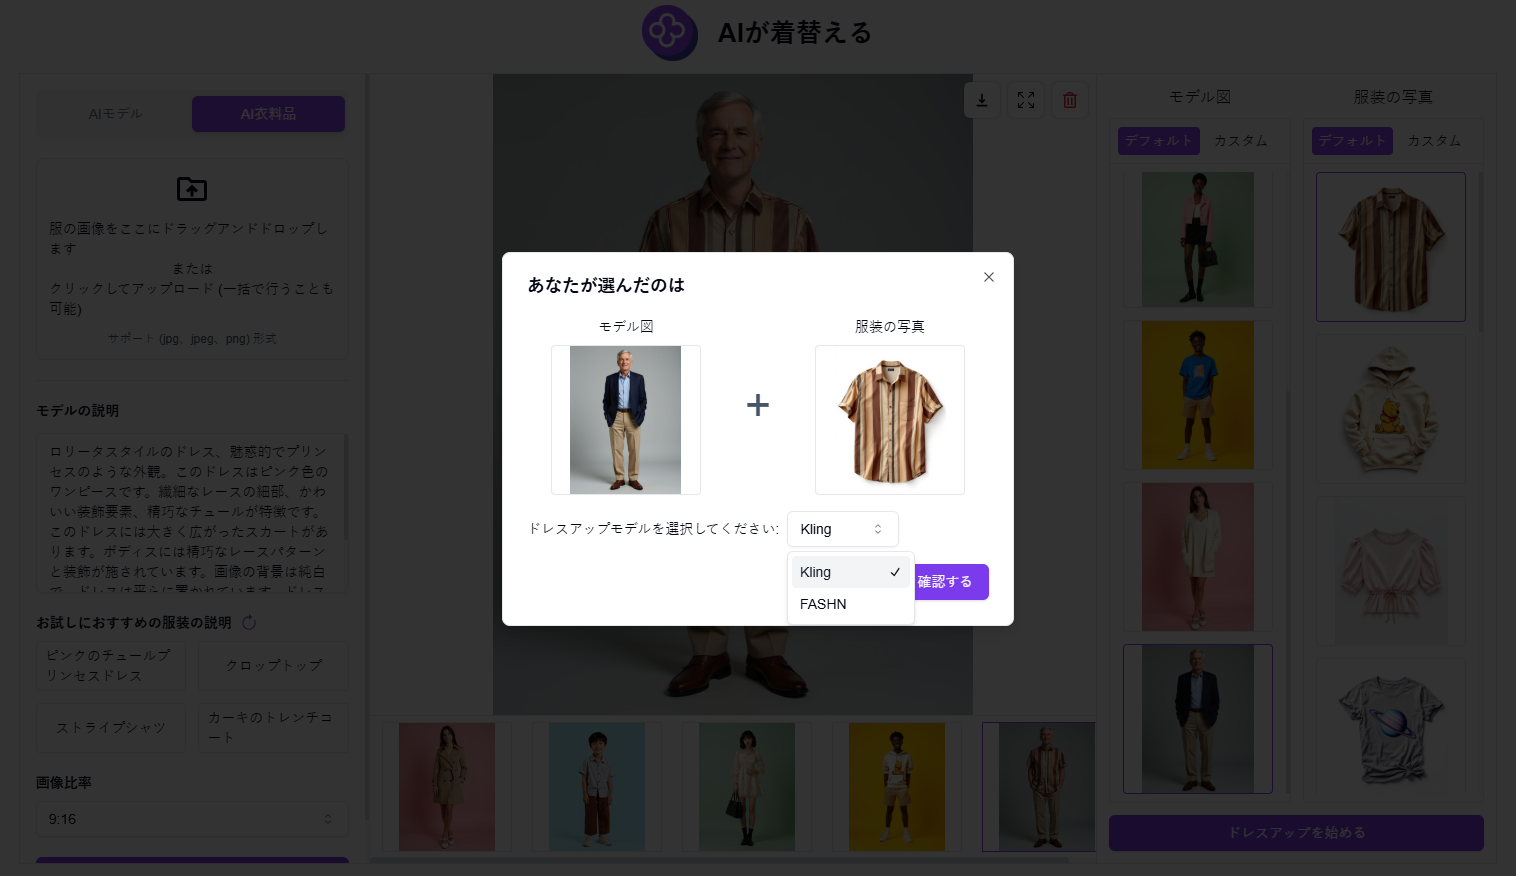 AIが着替える
AIモデル
AI衣料品
服の画像をここにドラッグアンドドロップし
ます
または
クリックしてアップロード (一括で行うことも
可能)
サポート (jpg、jpeg、png) 形式
モデルの説明
ロリータスタイルのドレス、魅惑的でプリン
セスのような外観。このドレスはピンク色の
ワンピースです。繊細なレースの細部、かわ
いい装飾要素、精巧なチュールが特徴です。
このドレスには大きく広がったスカートがあ
ります。ボディスには精巧なレースパターン
と装飾が施されています。画像の背景は純白
で、ドレスは平らに置かれています。ドレス
お試しにおすすめの服装の説明
ピンクのチュールプ
リンセスドレス
クロップトップ
ストライプシャツ
カーキのトレンチコ
ート
画像比率
9:16
あなたが選んだのは
モデル図
服装の写真
ドレスアップモデルを選択してください:
Kling
Kling
FASHN
確認する
モデル図
デフォルト
カスタム
服装の写真
デフォルト
カスタム
ドレスアップを始める